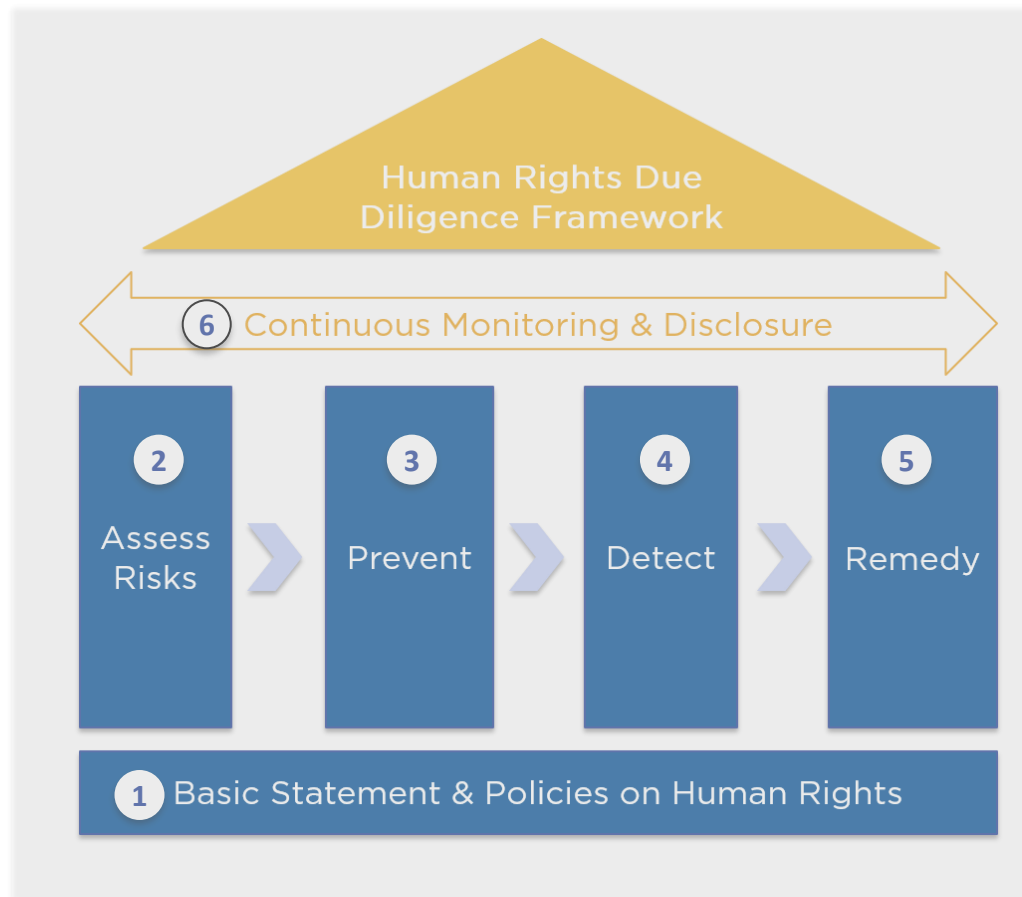 Human Rights Due
Diligence Framework
6 Continuous Monitoring & Disclosure
2
Assess
Risks
3
Prevent
4
Detect
5
Remedy
1 Basic Statement & Policies on Human Rights